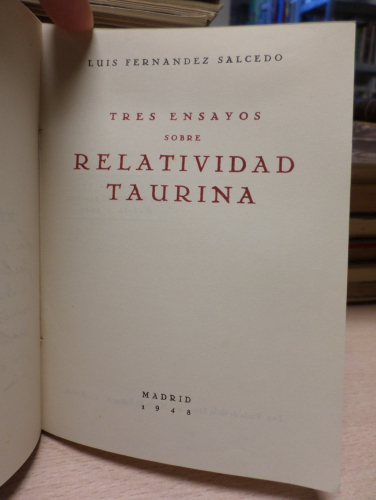 LUIS FERNANDEZ SALCEDO
TRES ENSAYOS
SOBRE
RELATIVIDAD
TAURINA
MADRID
1948